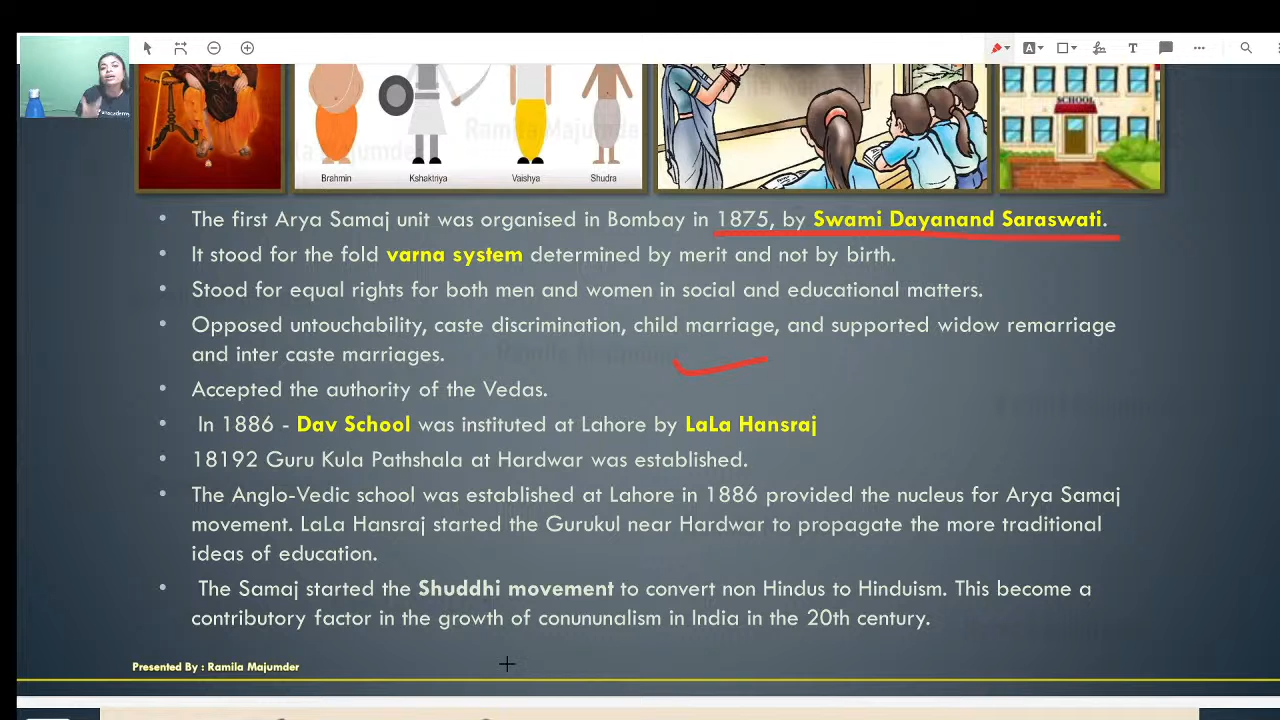 SCHOOL
Brahmin
Kshaktriya
Vaishya
Shudra
• The first Arya Samaj unit was organised in Bombay in 1875, by Swami Dayanand Saraswati.
• It stood for the fold varna system determined by merit and not by birth.
• Stood for equal rights for both men and women in social and educational matters.
• Opposed untouchability, caste discrimination, child marriage, and supported widow remarriage
and inter caste marriages.
• Accepted the authority of the Vedas.
• In 1886 - Dav School was instituted at Lahore by LaLa Hansraj
• 18192 Guru Kula Pathshala at Hardwar was established.
• The Anglo-Vedic school was established at Lahore in 1886 provided the nucleus for Arya Samaj
movement. LaLa Hansraj started the Gurukul near Hardwar to propagate the more traditional
ideas of education.
• The Samaj started the Shuddhi movement to convert non Hindus to Hinduism. This become a
contributory factor in the growth of conununalism in India in the 20th century.
Presented By : Ramila Majumder